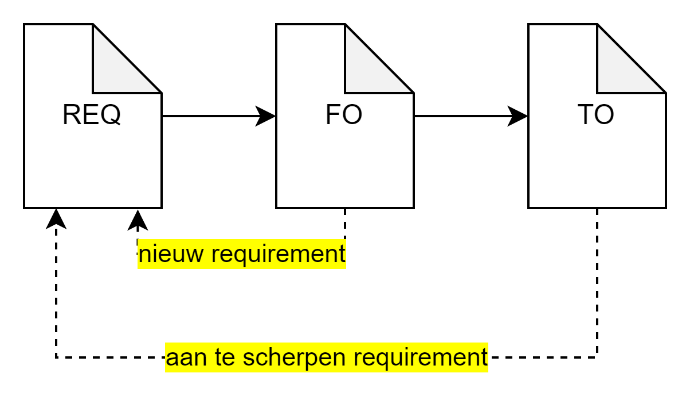 REQ
FO
TO
nieuw requirement
aan te scherpen requirement